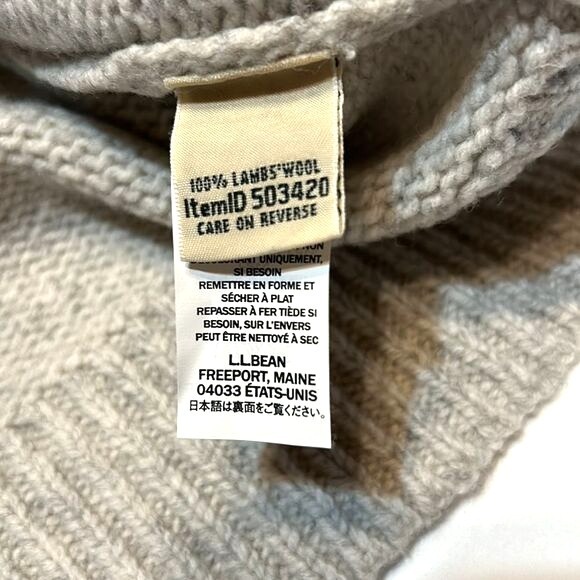 100% LAMBS'WOOL
ItemID 503420
CARE ON REVERSE
NON
UNIQUEMENT,
SI BESOIN
REMETTRE EN FORME ET
SÉCHER À PLAT
REPASSER À FER TIÈDE SI
BESOIN, SUR L'ENVERS
PEUT ÊTRE NETTOYÉ À SEC
L.L.BEAN
FREEPORT, MAINE
04033 ÉTATS-UNIS
日本語は裏面をご覧ください。